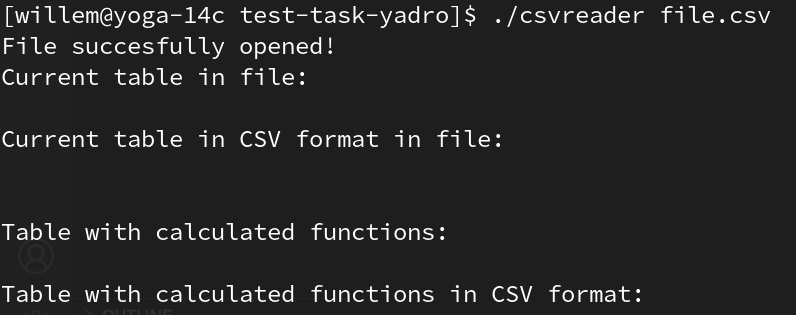 [willem@yoga-14c test-task-yadro]$ ./csvreader file.csv
File succesfully opened!
Current table in file:
Current table in CSV format in file:
Table with calculated functions:
Table with calculated functions in CSV format:
OUTLINE